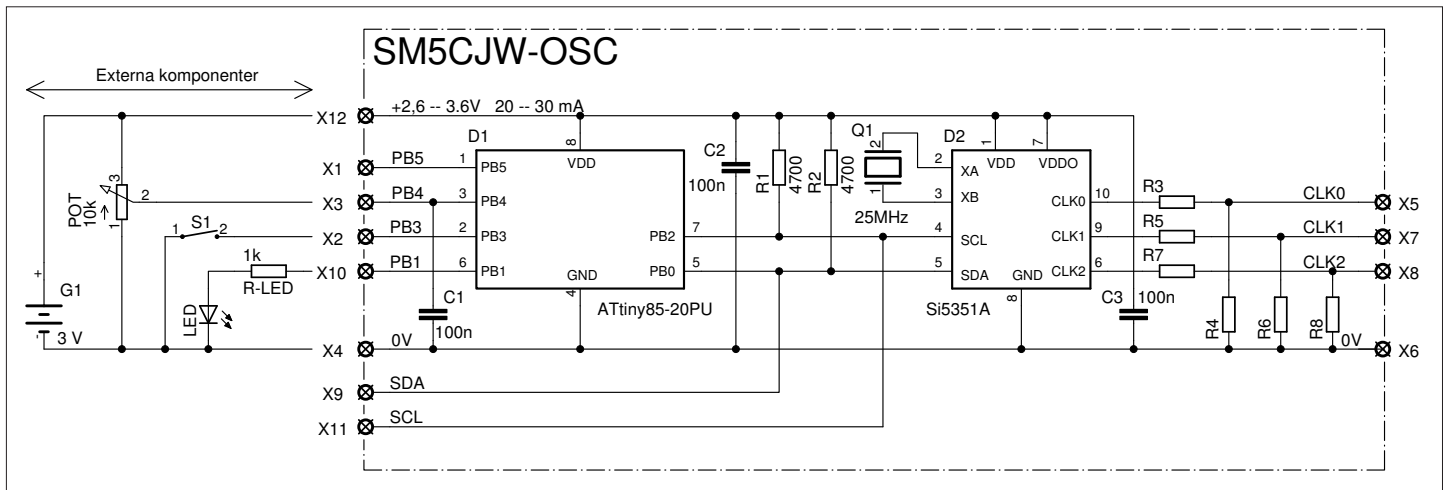 SM5CJW-OSC
Externa komponenter
X12
+2,6 -- 3.6V 20 -- 30 mA
D1
8
VDD
C2
100n
R1
4700
R2
4700
Q1
2
1
25MHz
D2
1
VDD
7
VDDO
X1
PB5
1
PB5
2
XA
3
XB
X3
PB4
3
PB4
10
CLK0
R3
CLK0
X5
POT
10k
3
2
1
S1
1
2
X2
PB3
2
PB3
PB2
7
4
SCL
CLK1
9
R5
CLK1
X7
1k
R-LED
X10
PB1
6
PB1
PB0
5
5
SDA
CLK2
6
R7
CLK2
X8
GND
4
GND
8
+
G1
-
3 V
LED
C1
100n
ATtiny85-20PU
Si5351A
C3
100n
R4
R6
R8
X4
0V
0V
X6
X9
SDA
X11
SCL